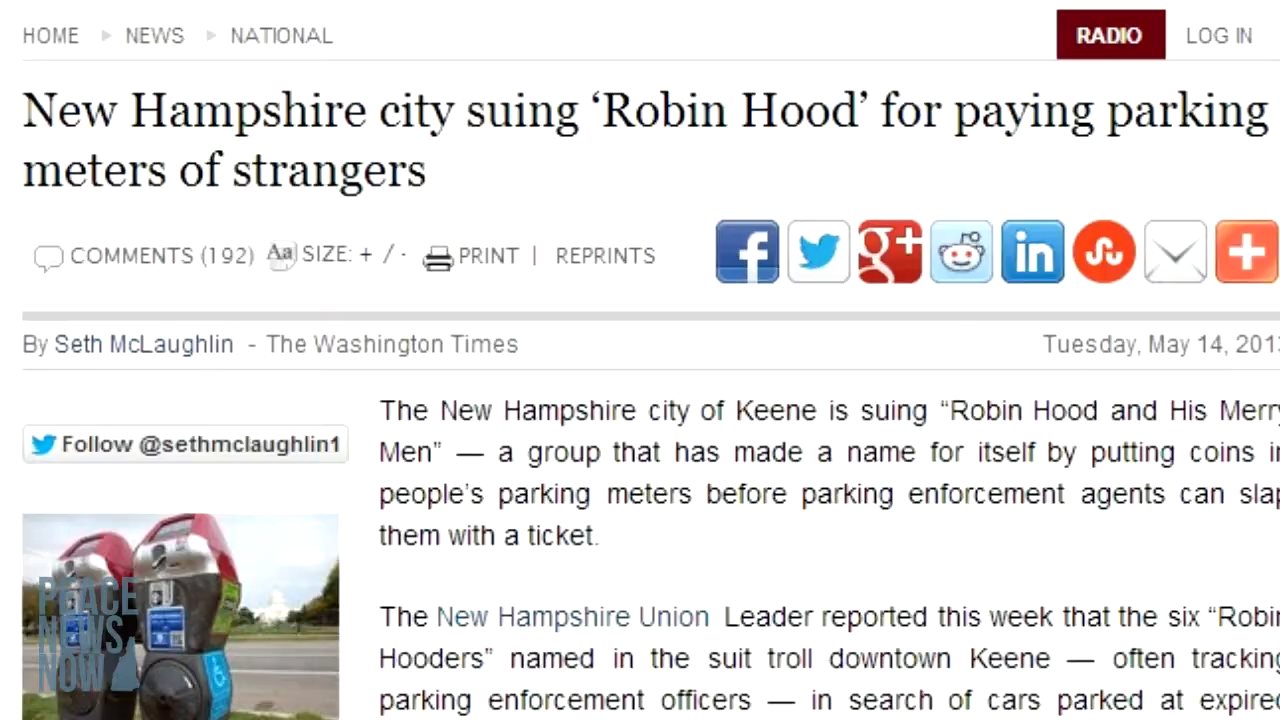 HOME NEWS NATIONAL RADIO LOG IN
New Hampshire city suing ‘Robin Hood’ for paying parking
meters of strangers
COMMENTS (192) Aa SIZE: + / - PRINT | REPRINTS
By Seth McLaughlin - The Washington Times Tuesday, May 14, 2013
Follow @sethmclaughlin1
The New Hampshire city of Keene is suing “Robin Hood and His Merry
Men” — a group that has made a name for itself by putting coins in
people’s parking meters before parking enforcement agents can slap
them with a ticket.
The New Hampshire Union Leader reported this week that the six “Robin
Hooders” named in the suit troll downtown Keene — often tracking
parking enforcement officers — in search of cars parked at expired
PEACE
NEWS
NOW